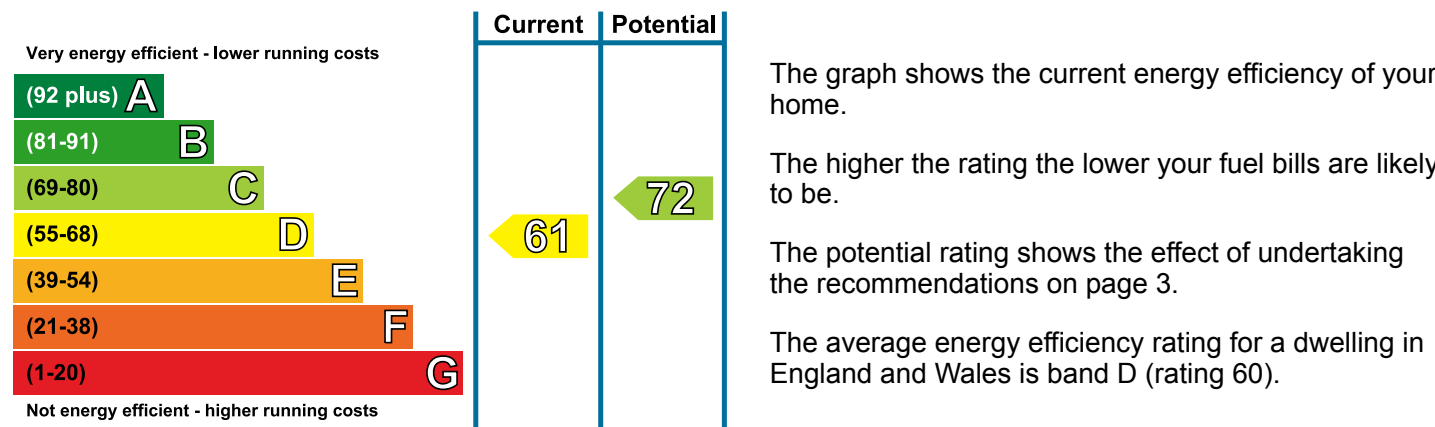 Current Potential
Very energy efficient - lower running costs
(92 plus) A
(81-91) B
(69-80) C
(55-68) D
(39-54) E
(21-38) F
(1-20) G
Not energy efficient - higher running costs
61
72
The graph shows the current energy efficiency of your
home.
The higher the rating the lower your fuel bills are likely
to be.
The potential rating shows the effect of undertaking
the recommendations on page 3.
The average energy efficiency rating for a dwelling in
England and Wales is band D (rating 60).